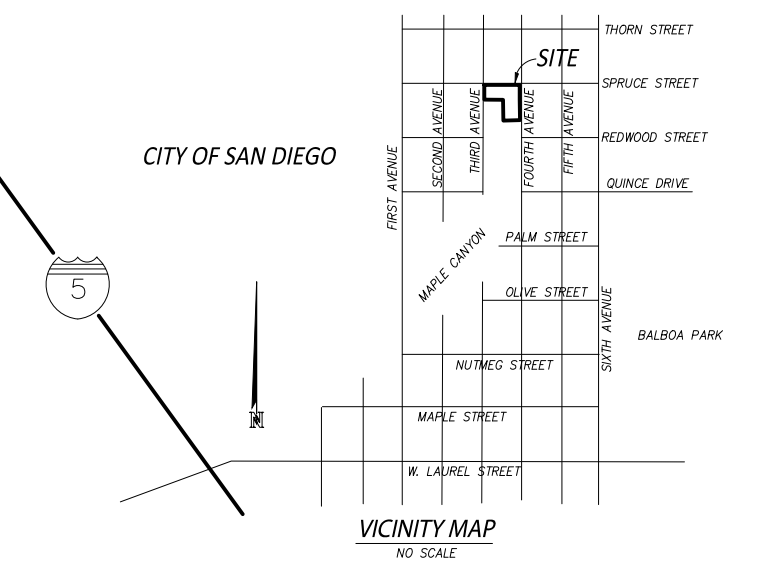 THORN STREET
SITE
SPRUCE STREET
SECOND AVENUE
THIRD AVENUE
FOURTH AVENUE
FIFTH AVENUE
REDWOOD STREET
CITY OF SAN DIEGO
FIRST AVENUE
QUINCE DRIVE
PALM STREET
MAPLE CANYON
5
OLIVE STREET
SIXTH AVENUE
BALBOA PARK
NUTMEG STREET
N
MAPLE STREET
W. LAUREL STREET
VICINITY MAP
NO SCALE